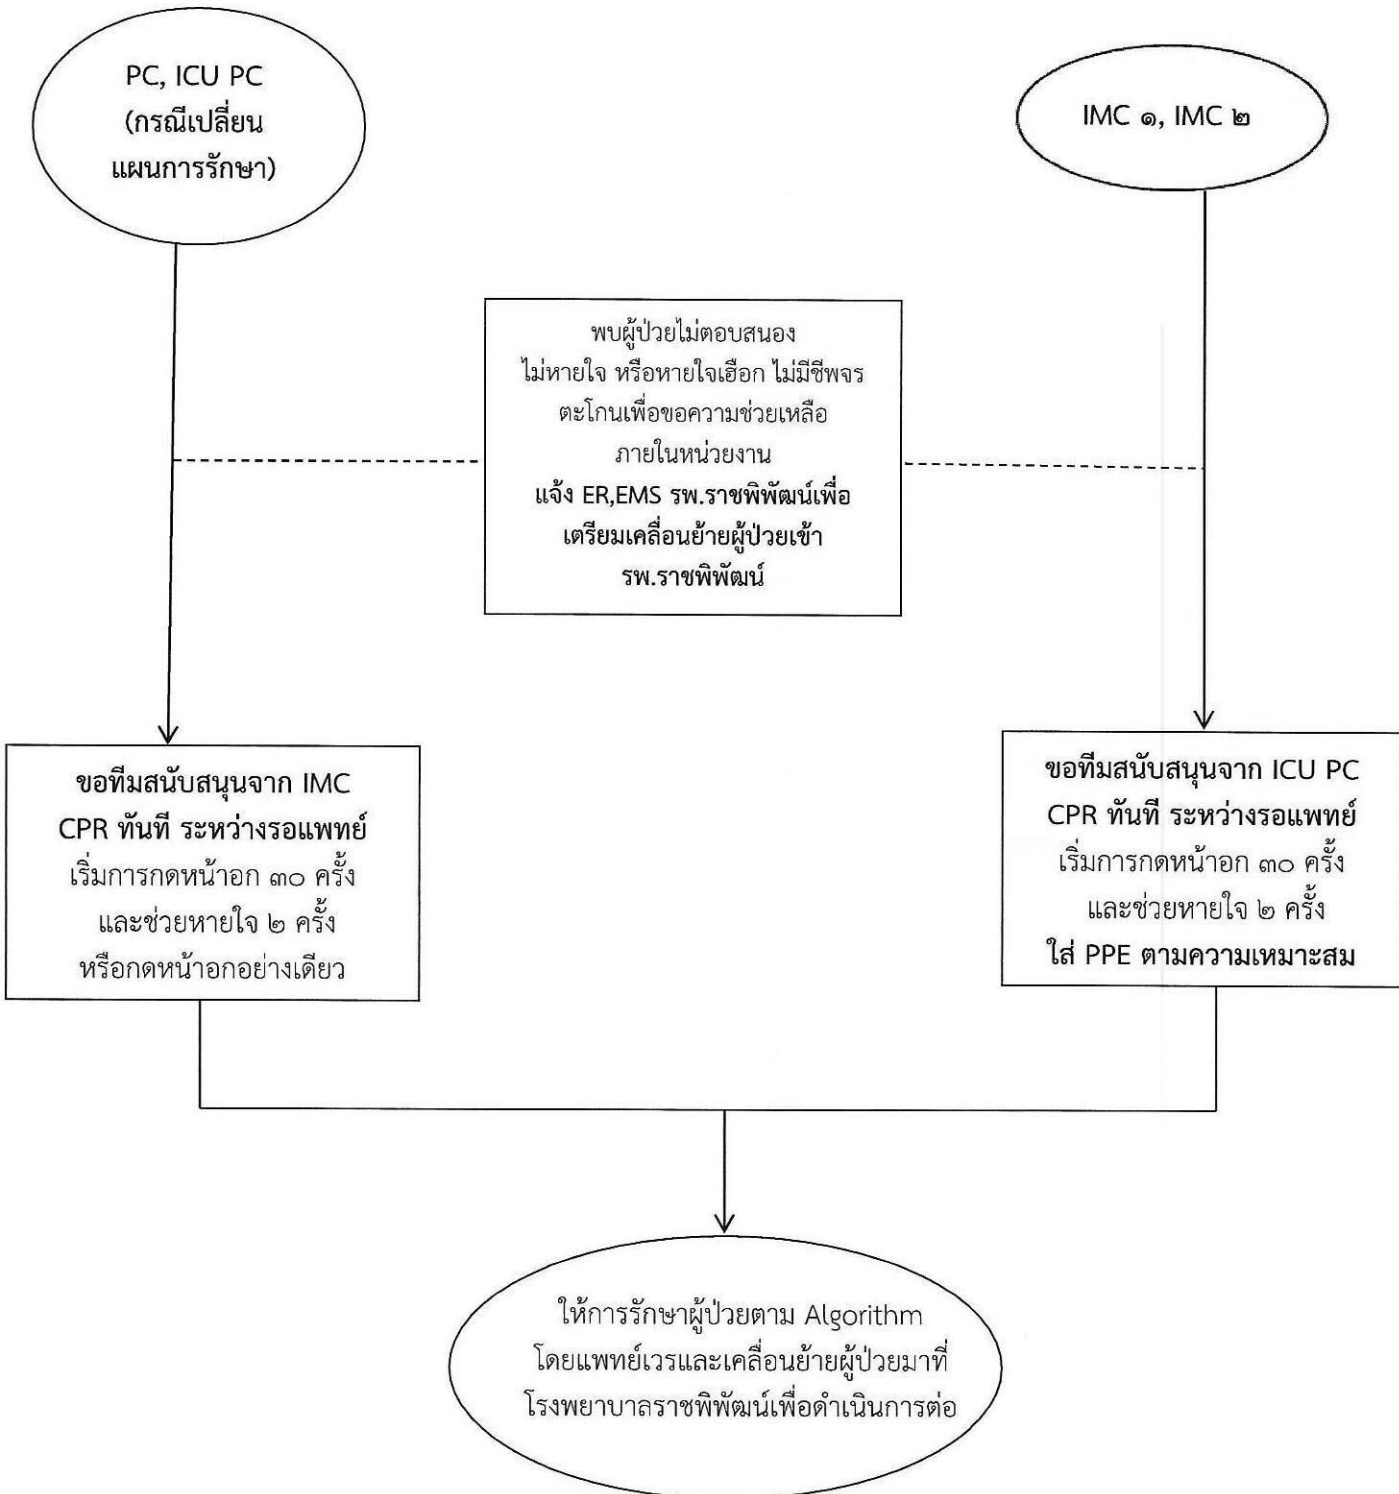 PC, ICU PC
(กรณีเปลี่ยน
แผนการรักษา)
IMC ๑, IMC ๒
พบผู้ป่วยไม่ตอบสนอง
ไม่หายใจ หรือหายใจเฮือก ไม่มีชีพจร
ตะโกนเพื่อขอความช่วยเหลือ
ภายในหน่วยงาน
แจ้ง ER,EMS รพ.ราชพิพัฒน์เพื่อ
เตรียมเคลื่อนย้ายผู้ป่วยเข้า
รพ.ราชพิพัฒน์
ขอทีมสนับสนุนจาก IMC
CPR ทันที ระหว่างรอแพทย์
เริ่มการกดหน้าอก ๓๐ ครั้ง
และช่วยหายใจ ๒ ครั้ง
หรือกดหน้าอกอย่างเดียว
ขอทีมสนับสนุนจาก ICU PC
CPR ทันที ระหว่างรอแพทย์
เริ่มการกดหน้าอก ๓๐ ครั้ง
และช่วยหายใจ ๒ ครั้ง
ใส่ PPE ตามความเหมาะสม
ให้การรักษาผู้ป่วยตาม Algorithm
โดยแพทย์เวรและเคลื่อนย้ายผู้ป่วยมาที่
โรงพยาบาลราชพิพัฒน์เพื่อดำเนินการต่อ